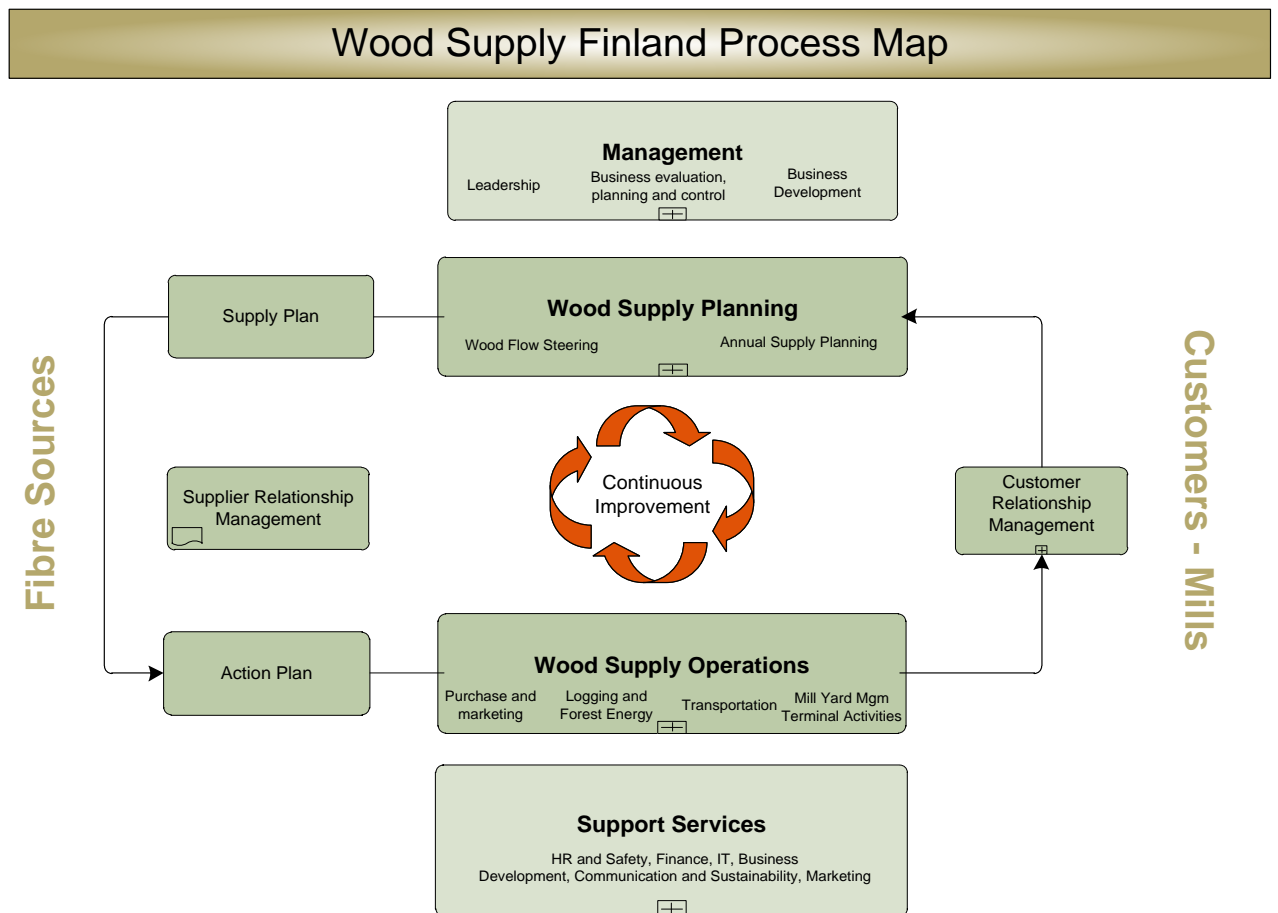 Wood Supply Finland Process Map
Management
Leadership
Business evaluation,
planning and control
Business
Development
Supply Plan
Wood Supply Planning
Wood Flow Steering
Annual Supply Planning
Fibre Sources
Customers - Mills
Supplier Relationship
Management
Continuous
Improvement
Customer
Relationship
Management
Action Plan
Wood Supply Operations
Purchase and
marketing
Logging and
Forest Energy
Transportation
Mill Yard Mgm
Terminal Activities
Support Services
HR and Safety, Finance, IT, Business
Development, Communication and Sustainability, Marketing